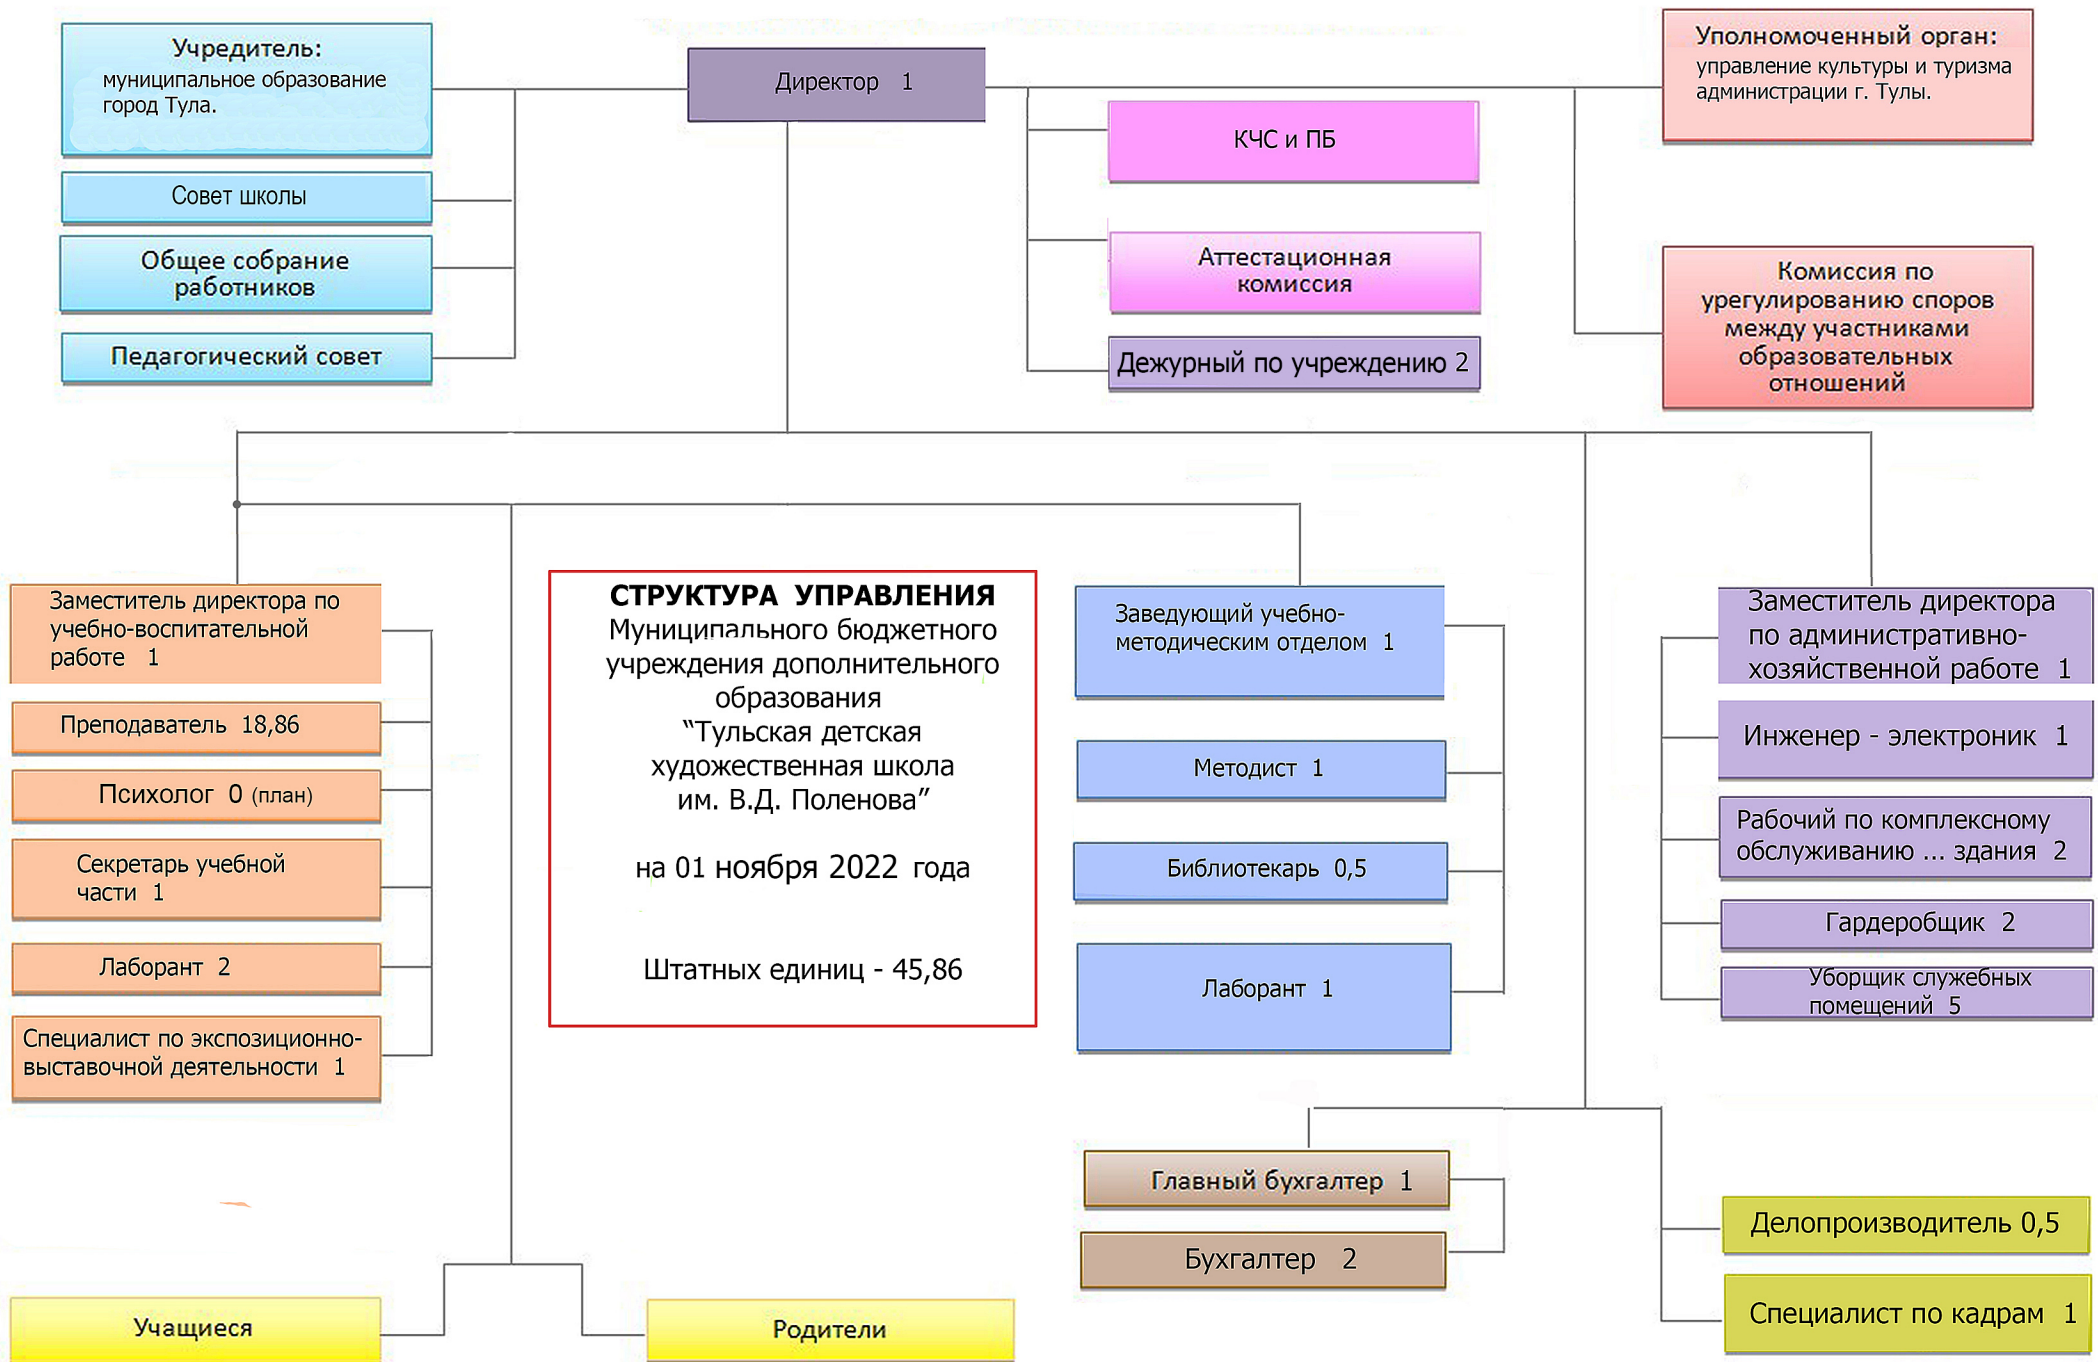 Учредитель:
муниципальное образование
город Тула.
Совет школы
Общее собрание
работников
Педагогический совет
Директор 1
КЧС и ПБ
Аттестационная
комиссия
Дежурный по учреждению 2
Уполномоченный орган:
управление культуры и туризма
администрации г. Тулы.
Комиссия по
урегулированию споров
между участниками
образовательных
отношений
Заместитель директора по
учебно-воспитательной
работе 1
Преподаватель 18,86
Психолог 0 (план)
Секретарь учебной
части 1
Лаборант 2
Специалист по экспозиционно-
выставочной деятельности 1
СТРУКТУРА УПРАВЛЕНИЯ
Муниципального бюджетного
учреждения дополнительного
образования
“Тульская детская
художественная школа
им. В.Д. Поленова”
на 01 ноября 2022 года
Штатных единиц - 45,86
Заведующий учебно-
методическим отделом 1
Методист 1
Библиотекарь 0,5
Лаборант 1
Заместитель директора
по административно-
хозяйственной работе 1
Инженер - электроник 1
Рабочий по комплексному
обслуживанию ... здания 2
Гардеробщик 2
Уборщик служебных
помещений 5
Главный бухгалтер 1
Бухгалтер 2
Делопроизводитель 0,5
Специалист по кадрам 1
Учащиеся
Родители